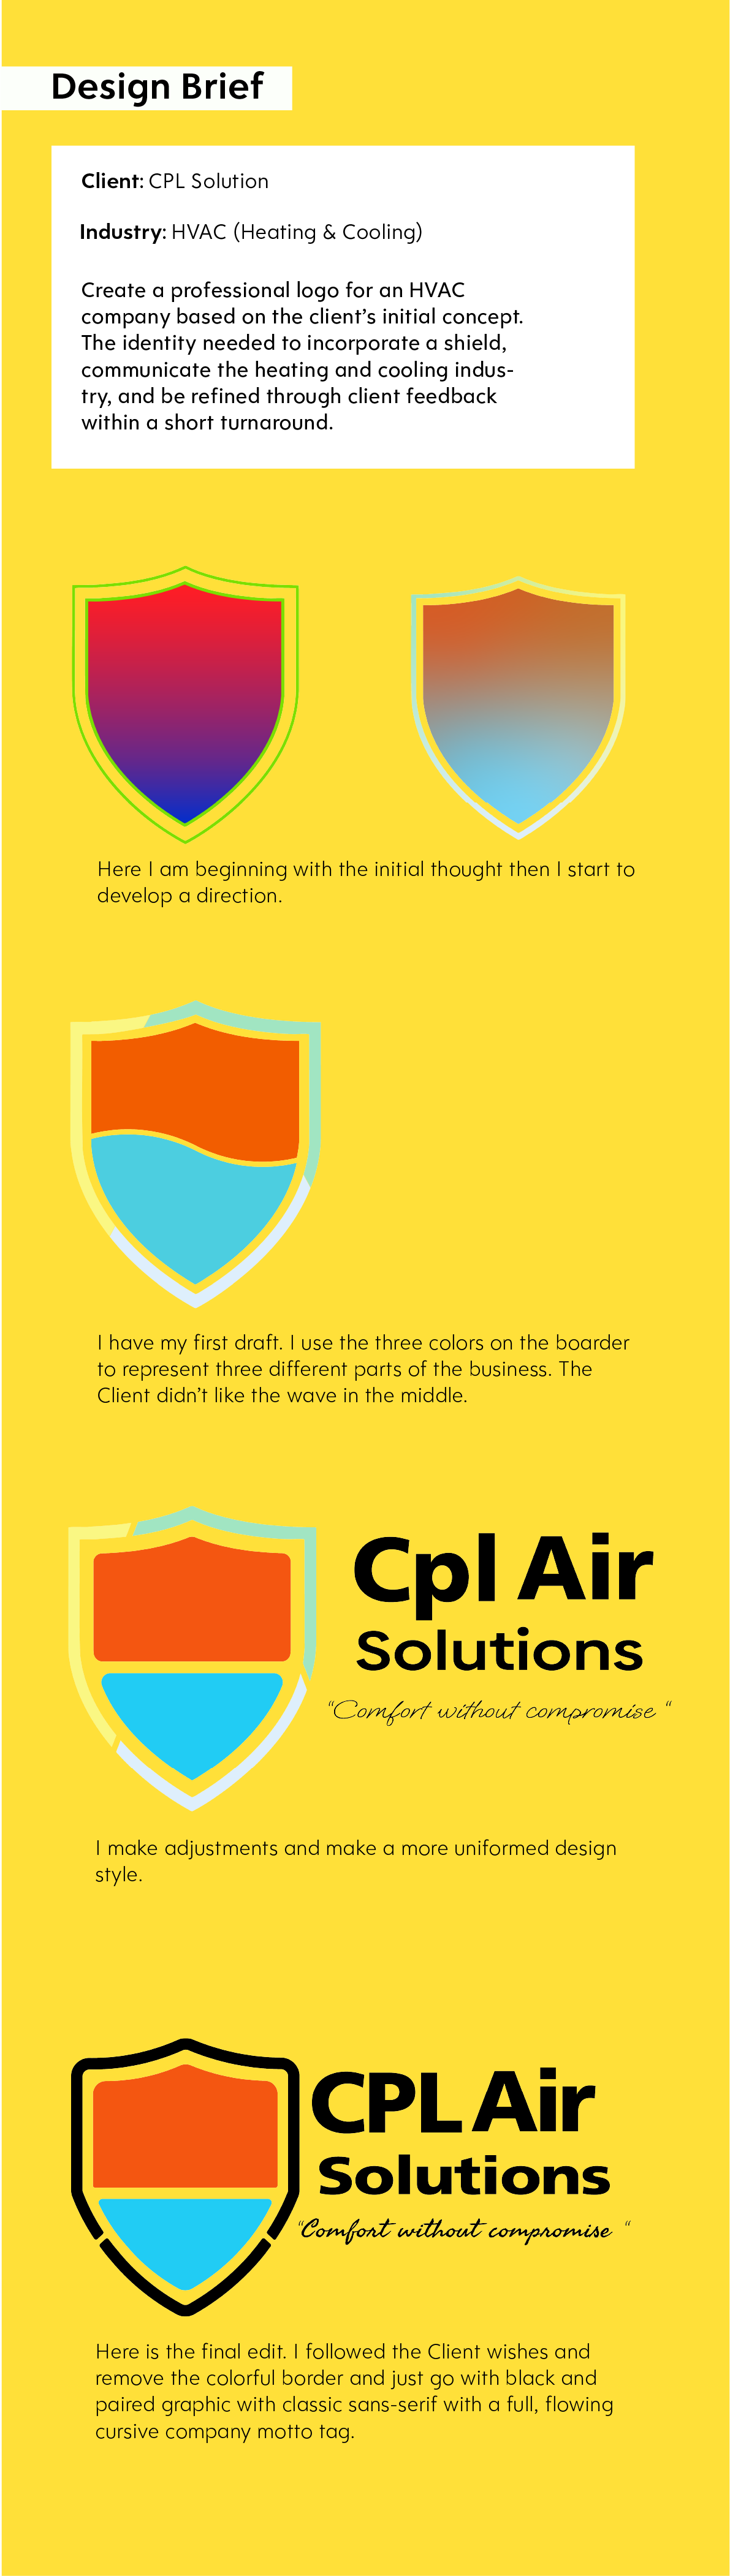 Design Brief
Client: CPL Solution
Industry: HVAC (Heating & Cooling)
Create a professional logo for an HVAC
company based on the client’s initial concept.
The identity needed to incorporate a shield,
communicate the heating and cooling indus-
try, and be refined through client feedback
within a short turnaround.
Here I am beginning with the initial thought then I start to
develop a direction.
I have my first draft. I use the three colors on the boarder
to represent three different parts of the business. The
Client didn’t like the wave in the middle.
Cpl Air
Solutions
“Comfort without compromise “
I make adjustments and make a more uniformed design
style.
CPL Air
Solutions
“Comfort without compromise “
Here is the final edit. I followed the Client wishes and
remove the colorful border and just go with black and
paired graphic with classic sans-serif with a full, flowing
cursive company motto tag.